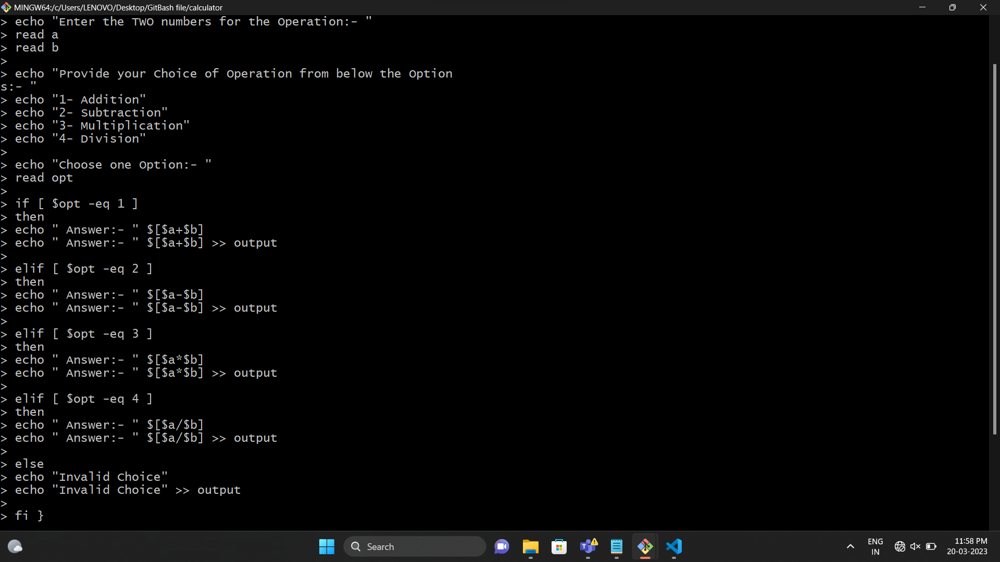 MINGW64:/c/Users/LENOVO/Desktop/GitBash file/calculator
> echo "Enter the TWO numbers for the Operation:- "
> read a
> read b
>
> echo "Provide your Choice of Operation from below the Option
s:- "
> echo "1- Addition"
> echo "2- Subtraction"
> echo "3- Multiplication"
> echo "4- Division"
>
> echo "Choose one Option:- "
> read opt
>
> if [ $opt -eq 1 ]
> then
> echo " Answer:- " $[$a+$b]
> echo " Answer:- " $[$a+$b] >> output
>
> elif [ $opt -eq 2 ]
> then
> echo " Answer:- " $[$a-$b]
> echo " Answer:- " $[$a-$b] >> output
>
> elif [ $opt -eq 3 ]
> then
> echo " Answer:- " $[$a*$b]
> echo " Answer:- " $[$a*$b] >> output
>
> elif [ $opt -eq 4 ]
> then
> echo " Answer:- " $[$a/$b]
> echo " Answer:- " $[$a/$b] >> output
>
> else
> echo "Invalid Choice"
> echo "Invalid Choice" >> output
>
> fi }
Search
ENG
IN
11:58 PM
20-03-2023